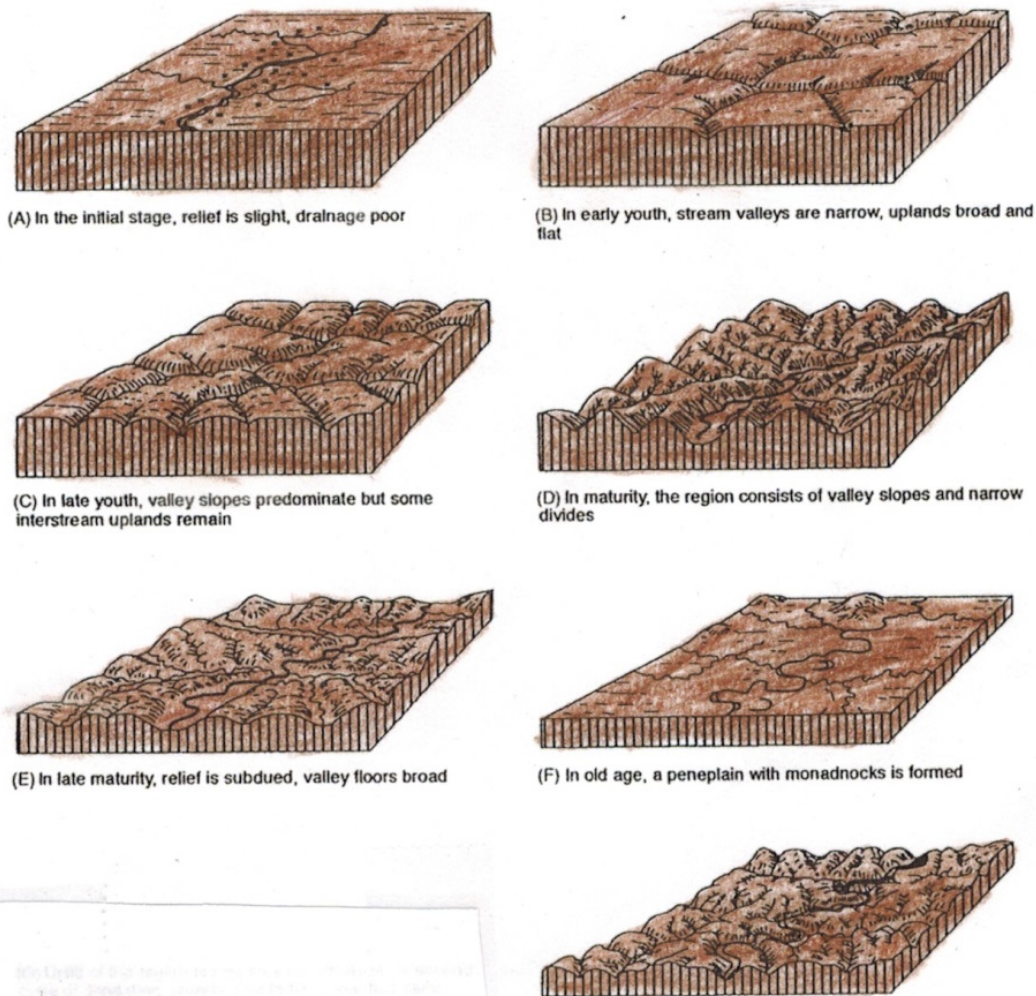 (A) In the initial stage, relief is slight, drainage poor
(B) In early youth, stream valleys are narrow, uplands broad and
flat
(C) In late youth, valley slopes predominate but some
interstream uplands remain
(D) In maturity, the region consists of valley slopes and narrow
divides
(E) In late maturity, relief is subdued, valley floors broad
(F) In old age, a peneplain with monadnocks is formed